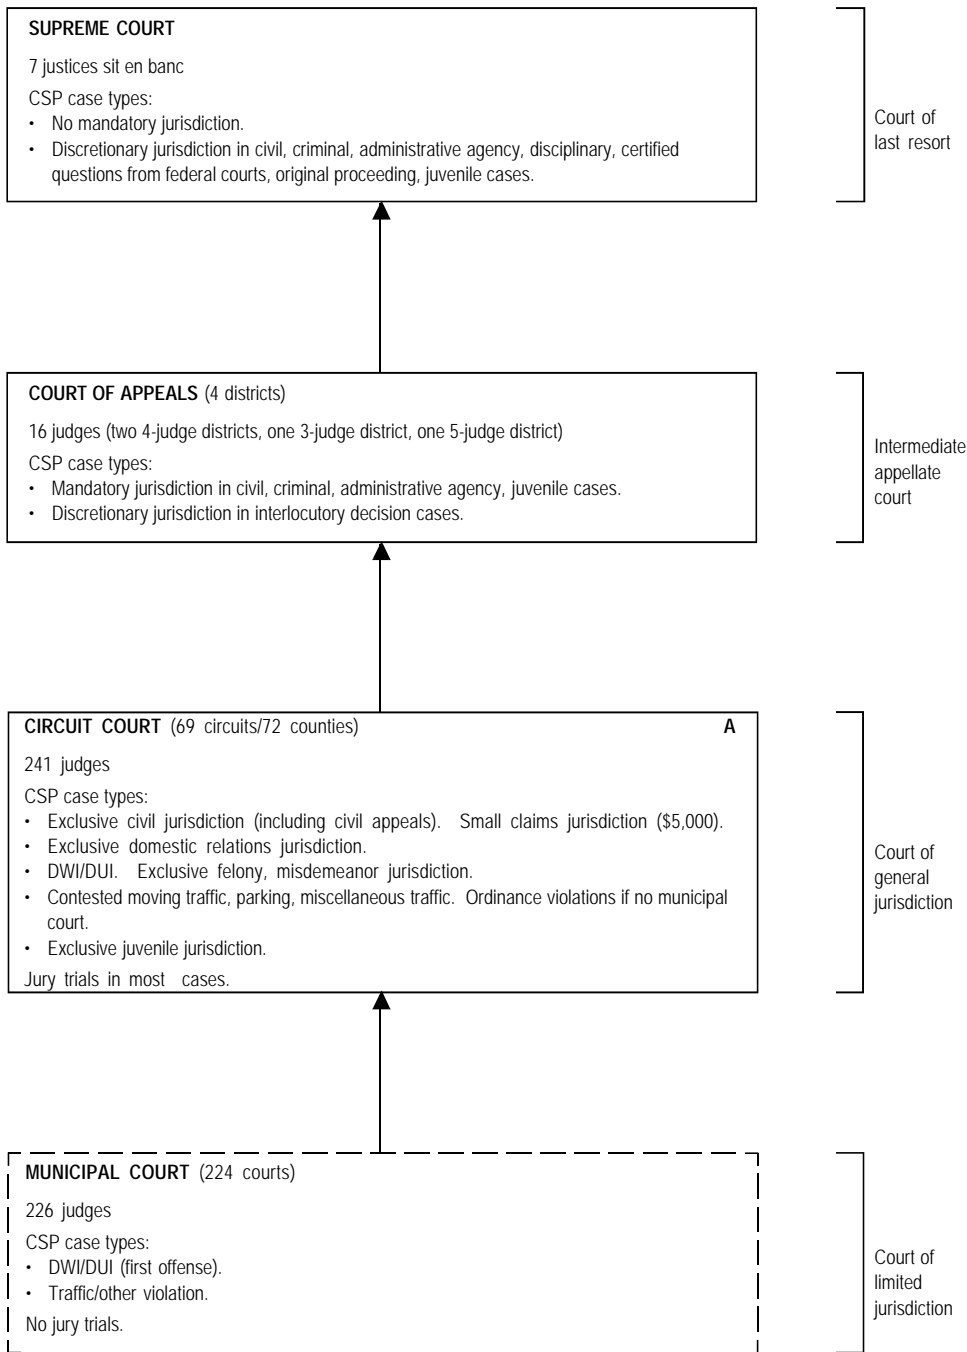 SUPREME COURT
7 justices sit en banc
CSP case types:
• No mandatory jurisdiction.
• Discretionary jurisdiction in civil, criminal, administrative agency, disciplinary, certified
questions from federal courts, original proceeding, juvenile cases.
Court of
last resort
COURT OF APPEALS (4 districts)
16 judges (two 4-judge districts, one 3-judge district, one 5-judge district)
CSP case types:
• Mandatory jurisdiction in civil, criminal, administrative agency, juvenile cases.
• Discretionary jurisdiction in interlocutory decision cases.
Intermediate
appellate
court
CIRCUIT COURT (69 circuits/72 counties) A
241 judges
CSP case types:
• Exclusive civil jurisdiction (including civil appeals). Small claims jurisdiction ($5,000).
• Exclusive domestic relations jurisdiction.
• DWI/DUI. Exclusive felony, misdemeanor jurisdiction.
• Contested moving traffic, parking, miscellaneous traffic. Ordinance violations if no municipal
court.
• Exclusive juvenile jurisdiction.
Jury trials in most cases.
Court of
general
jurisdiction
MUNICIPAL COURT (224 courts)
226 judges
CSP case types:
• DWI/DUI (first offense).
• Traffic/other violation.
No jury trials.
Court of
limited
jurisdiction